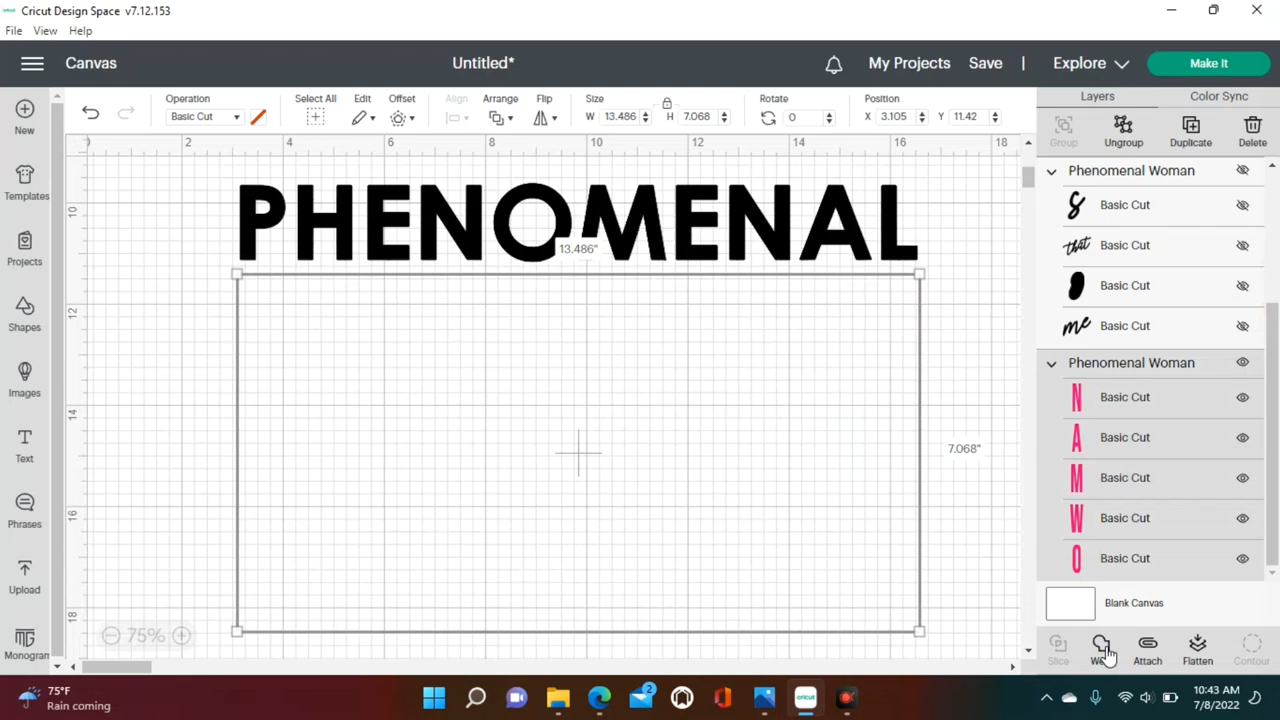 Cricut Design Space v7.12.153
File View Help
Canvas
Untitled*
My Projects Save | Explore Make It
Operation
Basic Cut
Select All
Edit
Offset
Align
Arrange
Flip
Size
W 13.486
H 7.068
Rotate
0
Position
X 3.105
Y 11.42
Layers Color Sync
Group Ungroup Duplicate Delete
New
Templates
Projects
Shapes
Images
Text
Phrases
Upload
Monogram
0 2 4 6 8 10 12 14 16 18
10
12
14
16
18
PHENOMENAL
13.486"
7.068"
75%
Phenomenal Woman
Basic Cut
that Basic Cut
Basic Cut
me Basic Cut
Phenomenal Woman
N Basic Cut
A Basic Cut
M Basic Cut
W Basic Cut
O Basic Cut
Blank Canvas
Slice Attach Flatten Contour
75°F
Rain coming
2
cricut
10:43 AM
7/8/2022